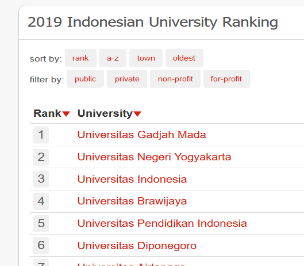 2019 Indonesian University Ranking
sort by: rank a-z town oldest
filter by: public private non-profit for-profit
Rank University
1 Universitas Gadjah Mada
2 Universitas Negeri Yogyakarta
3 Universitas Indonesia
4 Universitas Brawijaya
5 Universitas Pendidikan Indonesia
6 Universitas Diponegoro